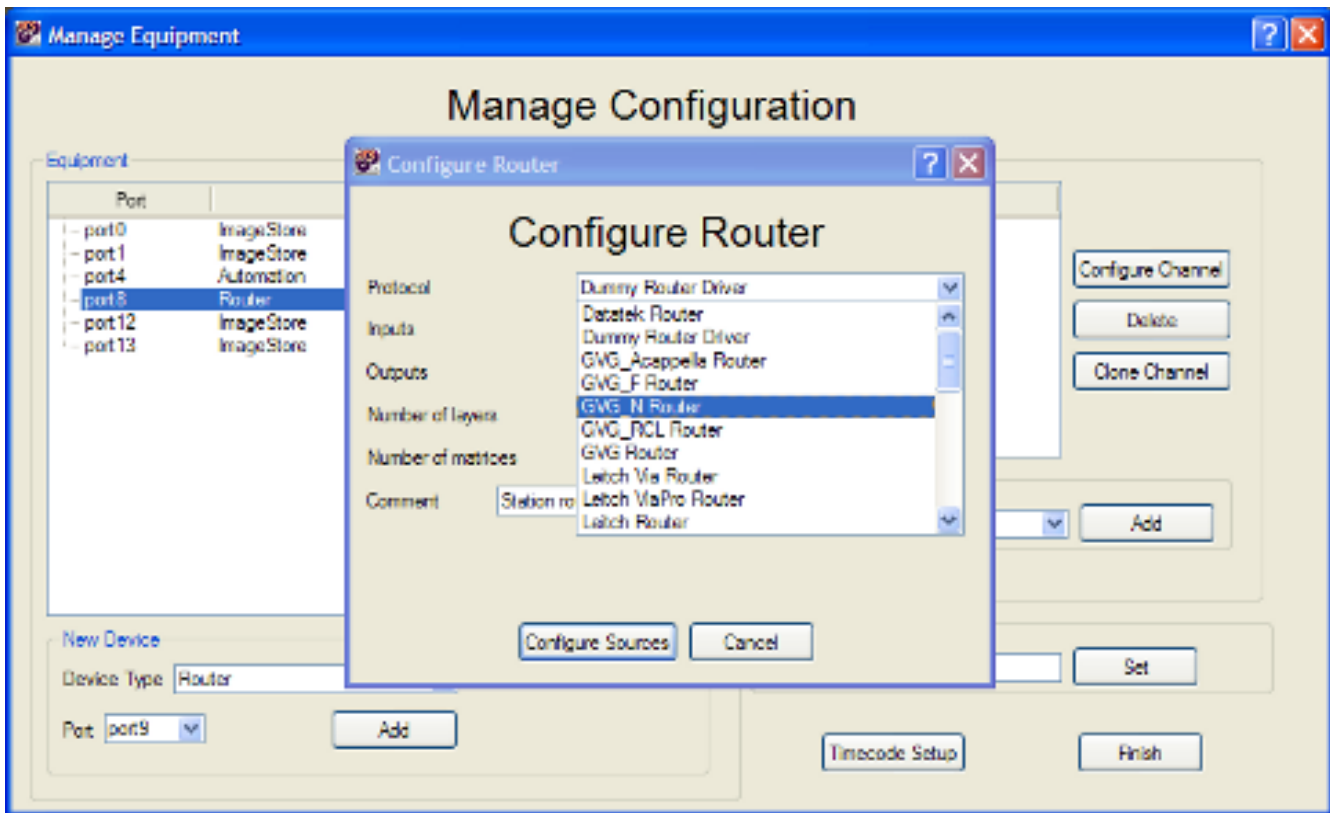 Manage Equipment
Manage Configuration
Equipment
Port
port0 ImageStore
port1 ImageStore
port4 Automation
port8 Router
port12 ImageStore
port13 ImageStore
Configure Router
Configure Router
Protocol Dummy Router Driver
Inputs
Outputs
Number of layers
Number of matrices
Comment Station ro
Datatek Router
Dummy Router Driver
GVG_Acappella Router
GVG_F Router
GVG_N Router
GVG_RCL Router
GVG Router
Leitch Via Router
Leitch ViaPro Router
Leitch Router
Configure Sources Cancel
Configure Channel
Delete
Clone Channel
Add
New Device
Device Type Router
Port port9 Add
Set
Timecode Setup Finish